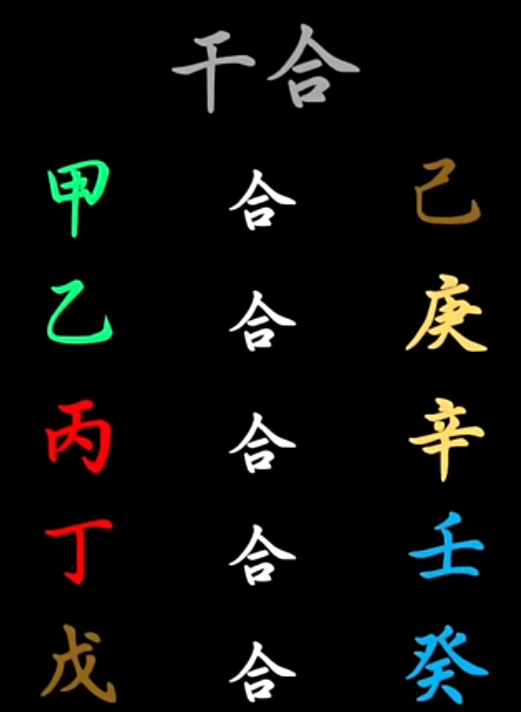 干合
甲 合 己
乙 合 庚
丙 合 辛
丁 合 壬
戊 合 癸